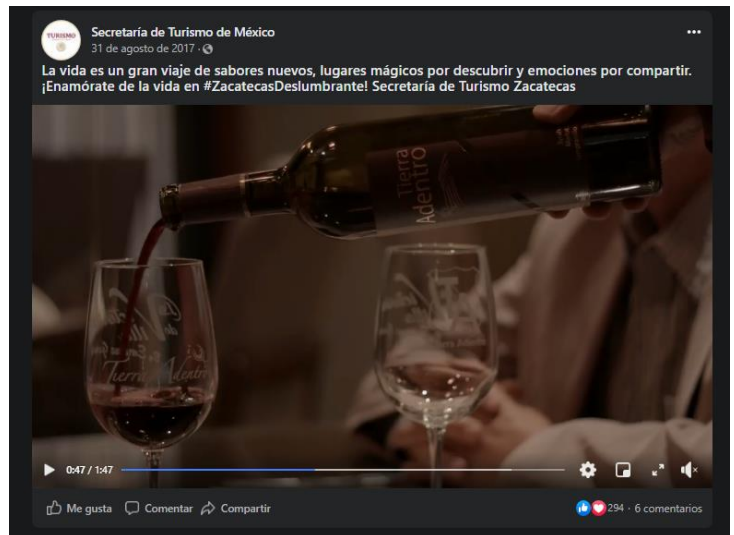 TURISMO
Secretaría de Turismo de México
31 de agosto de 2017 ·
La vida es un gran viaje de sabores nuevos, lugares mágicos por descubrir y emociones por compartir.
¡Enamórate de la vida en #ZacatecasDeslumbrante! Secretaría de Turismo Zacatecas
Tierra
Adentro
Tierra Adentro
0:47 / 1:47
Me gusta Comentar Compartir 294 · 6 comentarios